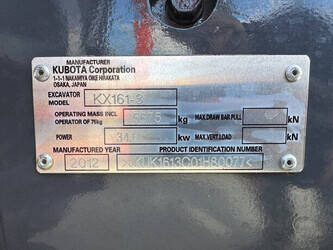 MANUFACTURER
KUBOTA Corporation
1-1-1 NAKAMIYA OIKE HIRAKATA
OSAKA, JAPAN
EXCAVATOR MODEL KX161-3
OPERATING MASS INCL. OPERATOR OF 75kg kg MAX.DRAW BAR PULL kN
POWER kw MAX.VERT.LOAD kN
MANUFACTURED YEAR PRODUCT IDENTIFICATION NUMBER
2012